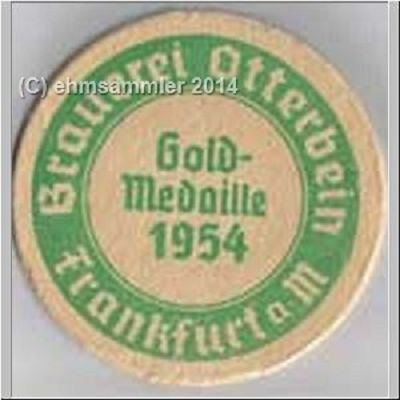 (C) ehmsammler 2014
Brauerei Otterbein
Gold-
Medaille
1954
Frankfurt a. M